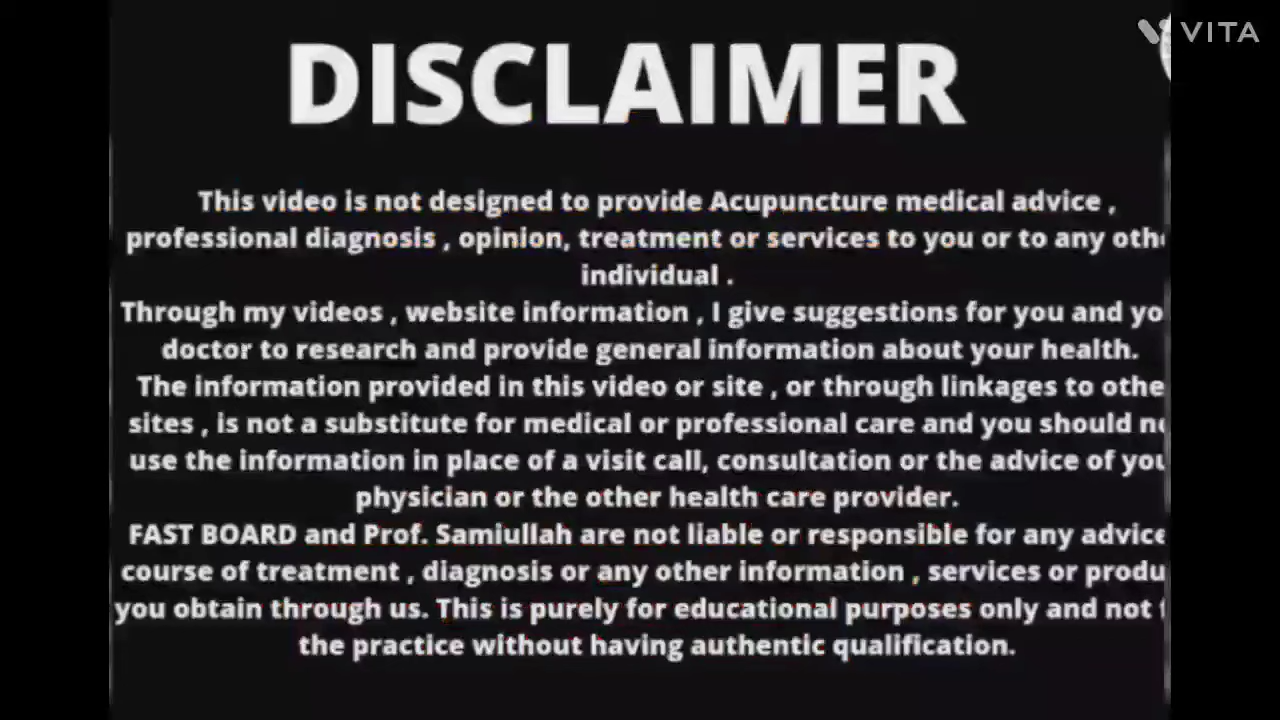 VITA
DISCLAIMER
This video is not designed to provide Acupuncture medical advice ,
professional diagnosis , opinion, treatment or services to you or to any oth
individual .
Through my videos , website information , I give suggestions for you and yo
doctor to research and provide general information about your health.
The information provided in this video or site , or through linkages to othe
sites , is not a substitute for medical or professional care and you should n
use the information in place of a visit call, consultation or the advice of you
physician or the other health care provider.
FAST BOARD and Prof. Samiullah are not liable or responsible for any advice
course of treatment , diagnosis or any other information , services or produ
you obtain through us. This is purely for educational purposes only and not
the practice without having authentic qualification.